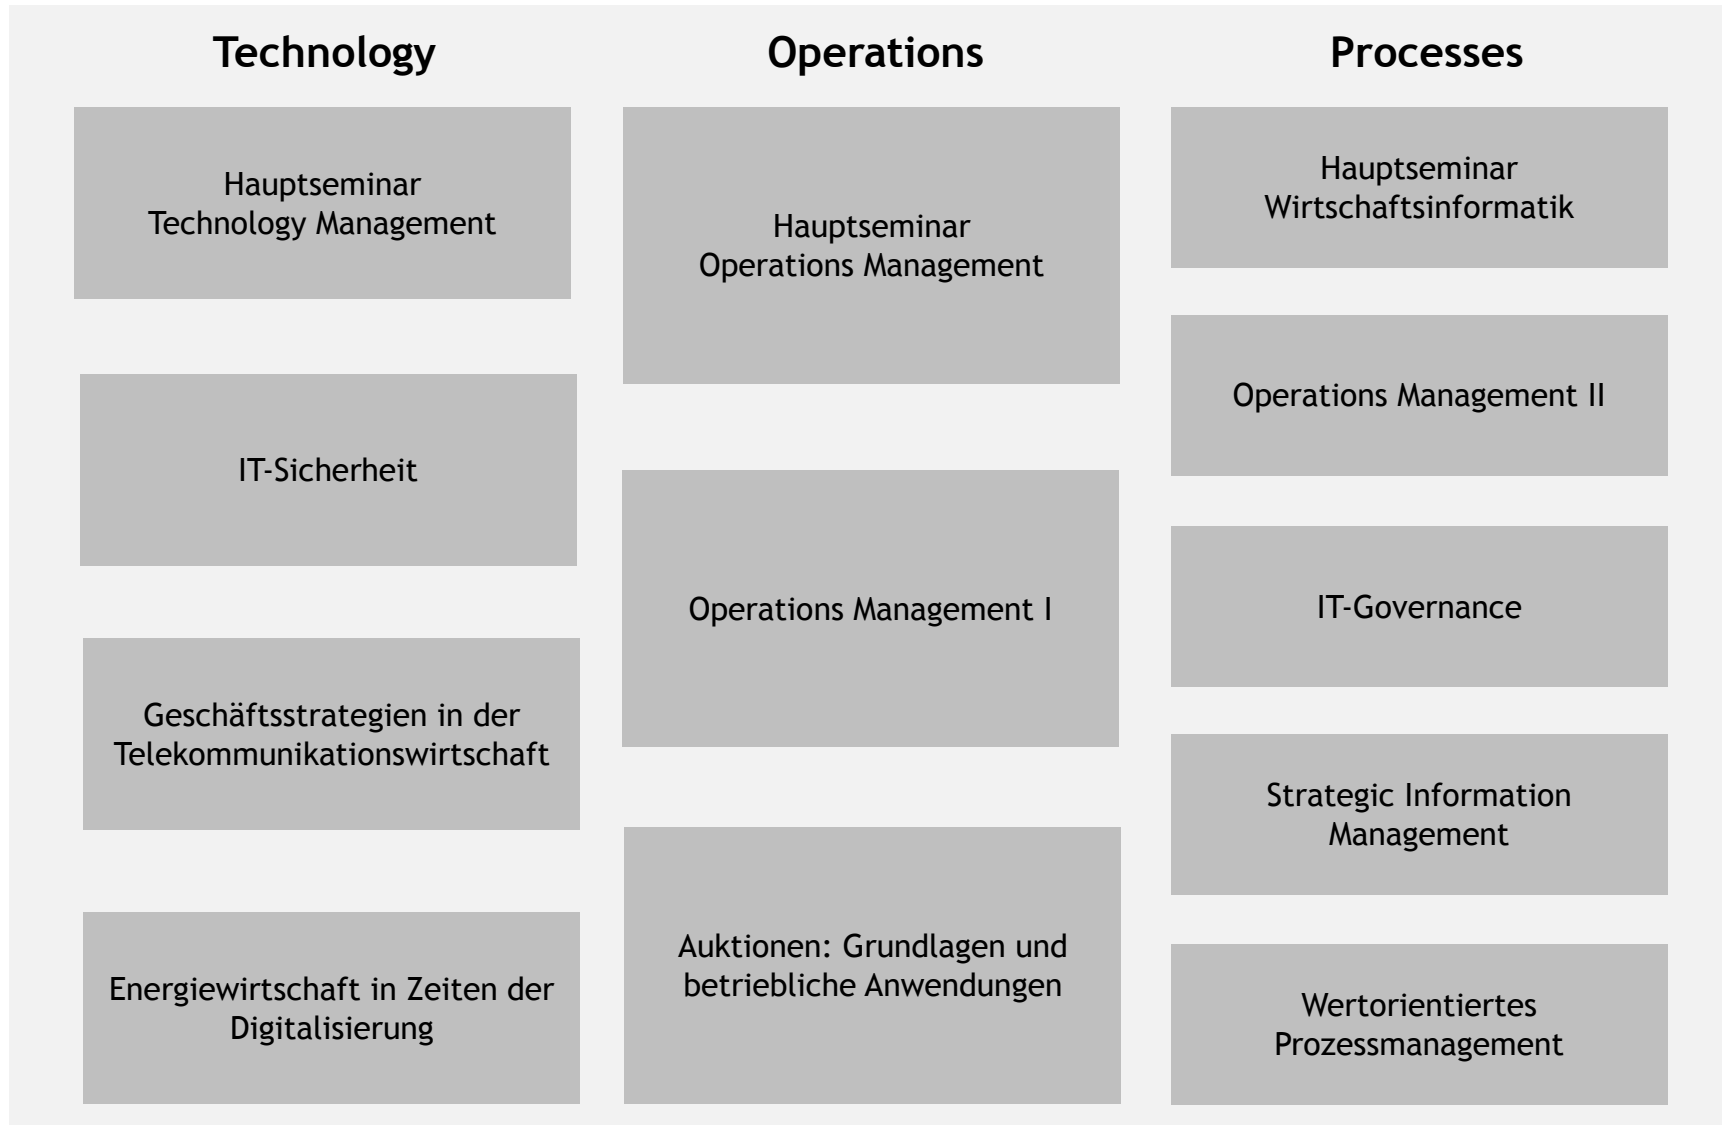 Technology
Hauptseminar
Technology Management
IT-Sicherheit
Geschäftsstrategien in der
Telekommunikationswirtschaft
Energiewirtschaft in Zeiten der
Digitalisierung
Operations
Hauptseminar
Operations Management
Operations Management I
Auktionen: Grundlagen und
betriebliche Anwendungen
Processes
Hauptseminar
Wirtschaftsinformatik
Operations Management II
IT-Governance
Strategic Information
Management
Wertorientiertes
Prozessmanagement